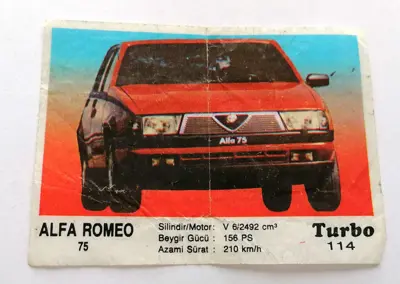 Alfa 75
ALFA ROMEO
75
Silindir/Motor: V 6/2492 cm³
Beygir Gücü : 156 PS
Azami Sürat : 210 km/h
Turbo
114